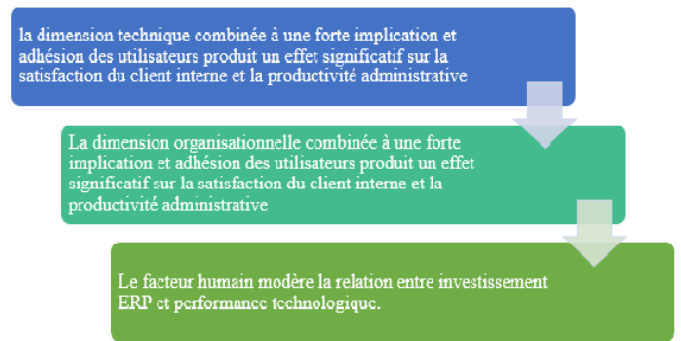 la dimension technique combinée à une forte implication et
adhésion des utilisateurs produit un effet significatif sur la
satisfaction du client interne et la productivité administrative
La dimension organisationnelle combinée à une forte
implication et adhésion des utilisateurs produit un effet
significatif sur la satisfaction du client interne et la
productivité administrative
Le facteur humain modère la relation entre investissement
ERP et performance technologique.